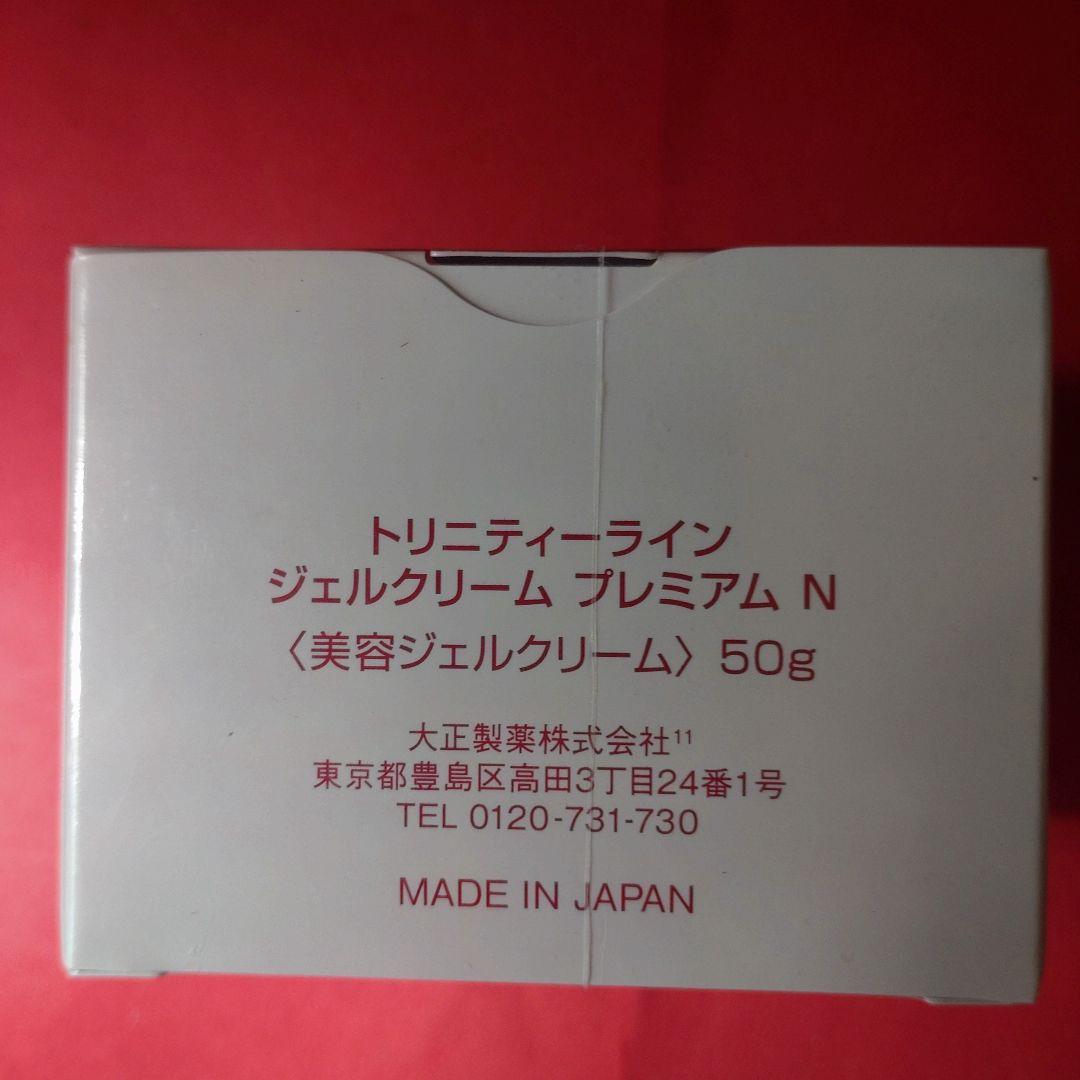 トリニティーライン
ジェルクリーム プレミアム N
〈美容ジェルクリーム〉50g
大正製薬株式会社11
東京都豊島区高田3丁目24番1号
TEL 0120-731-730
MADE IN JAPAN